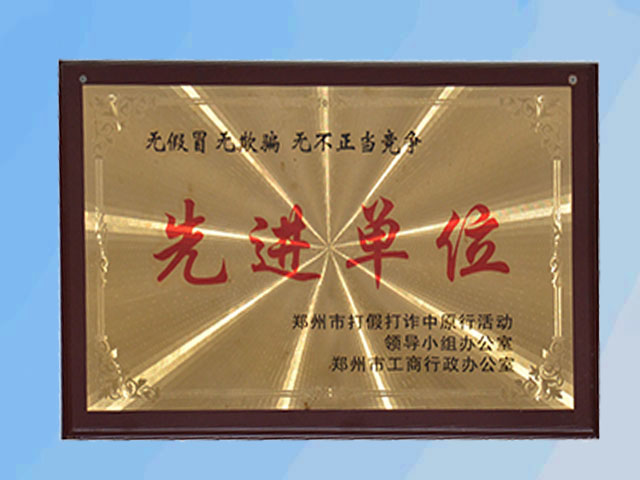 无假冒 无欺骗 无不正当竞争
先进单位
郑州市打假打诈中原行活动
领导小组办公室
郑州市工商行政办公室